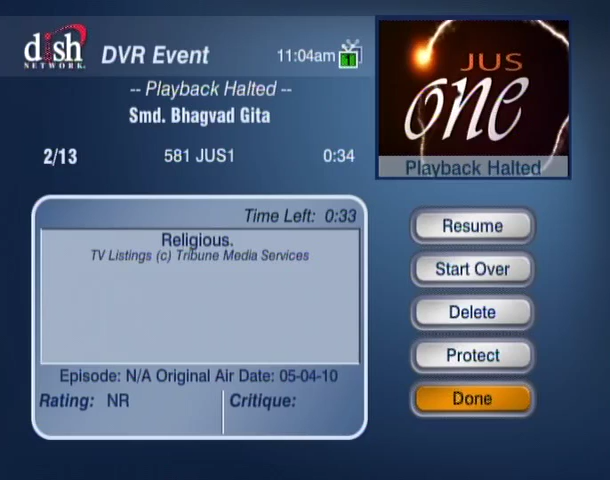 dish
NETWORK.
DVR Event
11:04am
1
-- Playback Halted --
Smd. Bhagvad Gita
2/13 581 JUS1 0:34
JUS
one
Playback Halted
Time Left: 0:33
Religious.
TV Listings (c) Tribune Media Services
Episode: N/A Original Air Date: 05-04-10
Rating: NR Critique:
Resume
Start Over
Delete
Protect
Done